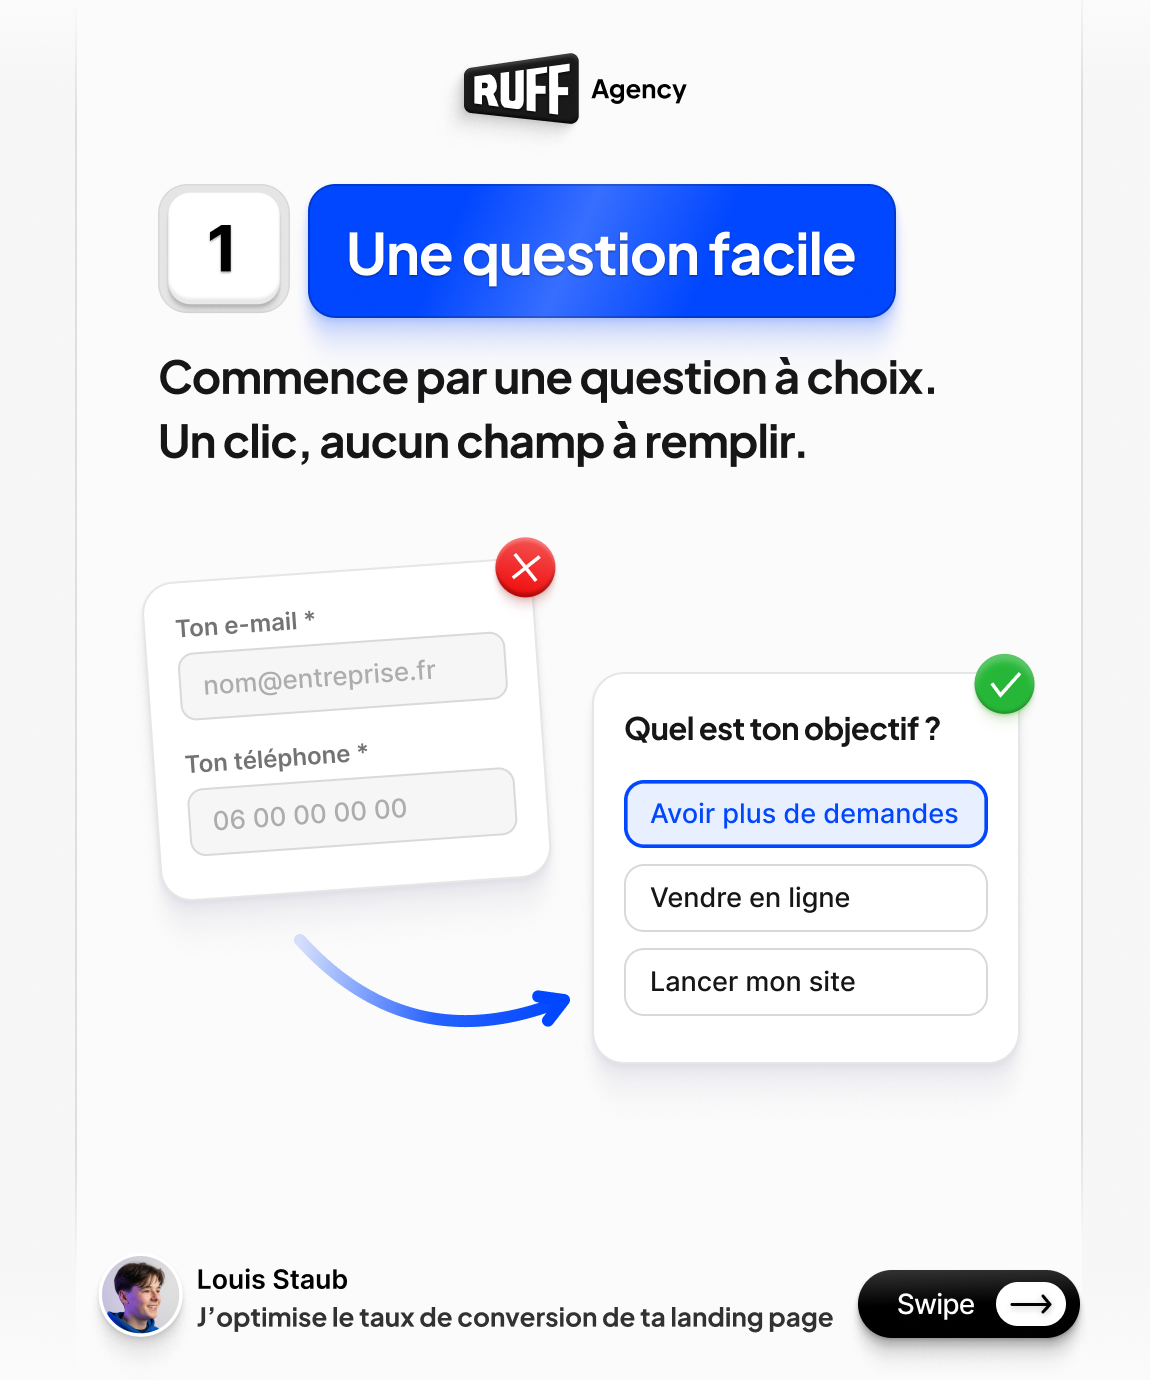 RUFF Agency
1
Une question facile
Commence par une question à choix.
Un clic, aucun champ à remplir.
Ton e-mail *
nom@entreprise.fr
Ton téléphone *
06 00 00 00 00
Quel est ton objectif ?
Avoir plus de demandes
Vendre en ligne
Lancer mon site
Louis Staub
J’optimise le taux de conversion de ta landing page
Swipe